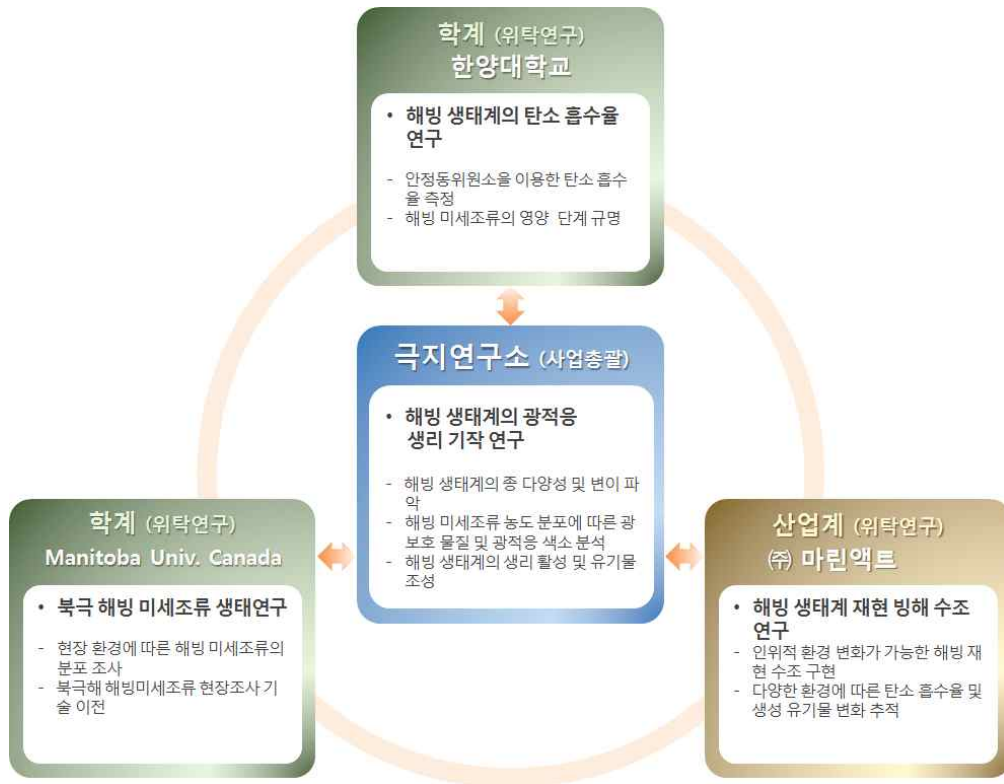 학계 (위탁연구)
한양대학교
• 해빙 생태계의 탄소 흡수율
연구
- 안정동위원소을 이용한 탄소 흡수
율 측정
- 해빙 미세조류의 영양 단계 규명
극지연구소 (사업총괄)
• 해빙 생태계의 광적응
생리 기작 연구
- 해빙 생태계의 종 다양성 및 변이 파
악
- 해빙 미세조류 농도 분포에 따른 광
보호 물질 및 광적응 색소 분석
- 해빙 생태계의 생리 활성 및 유기물
조성
학계 (위탁연구)
Manitoba Univ. Canada
• 북극 해빙 미세조류 생태연구
- 현장 환경에 따른 해빙 미세조류의
분포 조사
- 북극해 해빙미세조류 현장조사 기
술 이전
산업계 (위탁연구)
㈜ 마린액트
• 해빙 생태계 재현 빙해 수조
연구
- 인위적 환경 변화가 가능한 해빙 재
현 수조 구현
- 다양한 환경에 따른 탄소 흡수율 및
생성 유기물 변화 추적